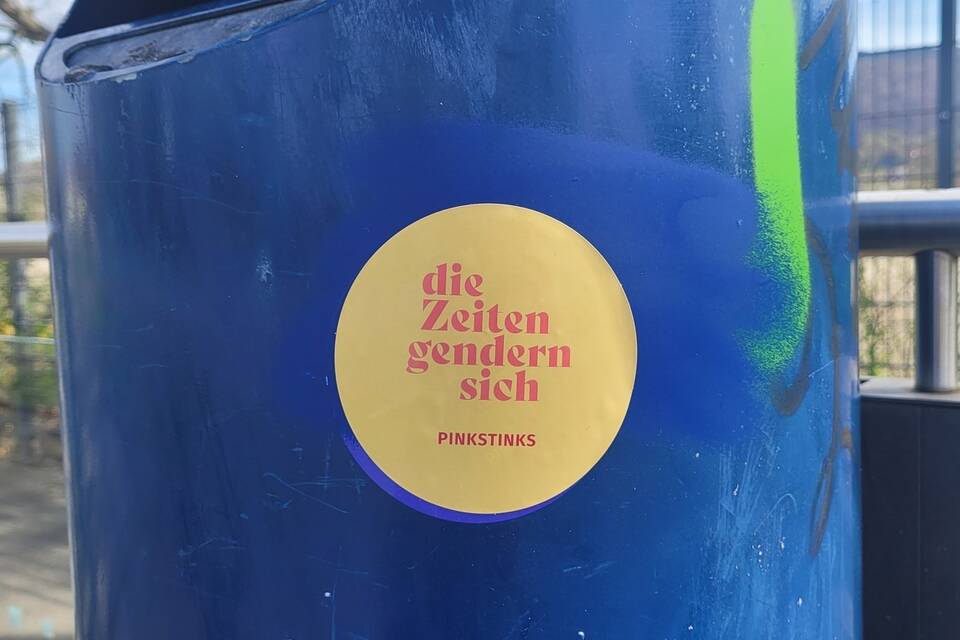 die
Zeiten
gendern
sich
PINKSTINKS